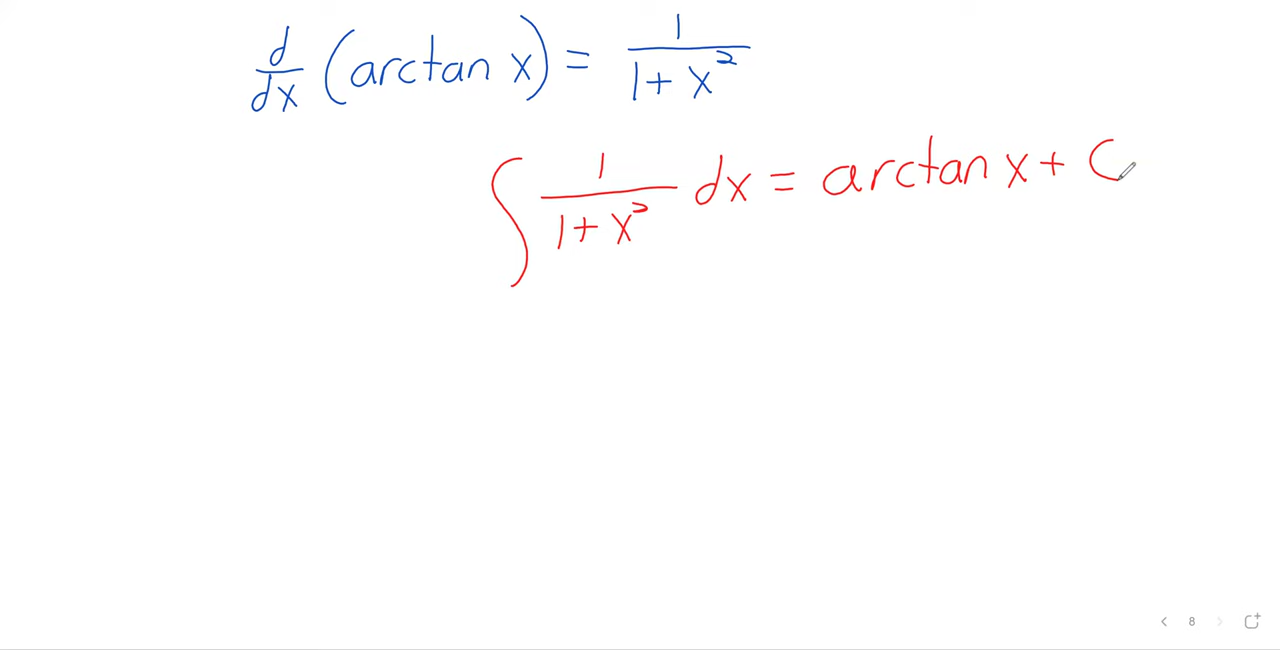 d/dx (arctan x) = 1/(1 + x²)
∫ 1/(1 + x²) dx = arctan x + C
8